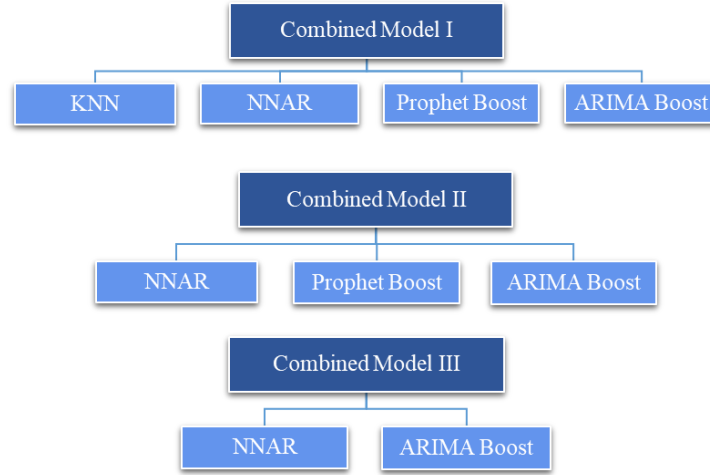 Combined Model I
KNN
NNAR
Prophet Boost
ARIMA Boost
Combined Model II
NNAR
Prophet Boost
ARIMA Boost
Combined Model III
NNAR
ARIMA Boost